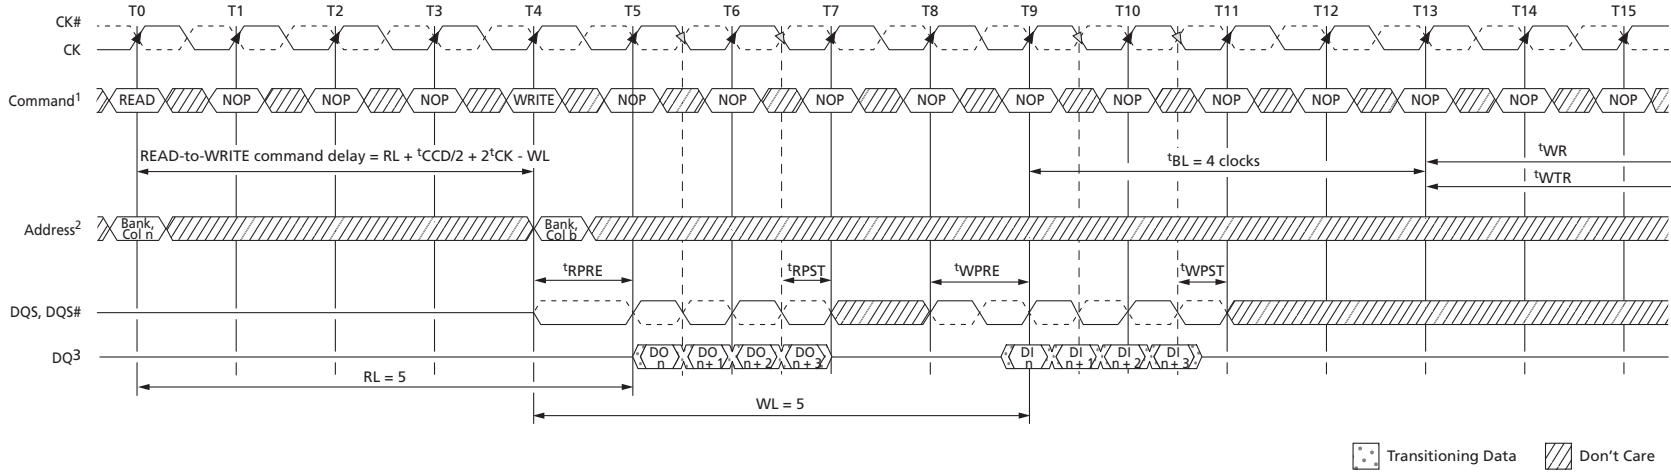 T0 T1 T2 T3 T4 T5 T6 T7 T8 T9 T10 T11 T12 T13 T14 T15
CK#
CK
Command1 READ NOP NOP NOP WRITE NOP NOP NOP NOP NOP NOP NOP NOP NOP NOP NOP
READ-to-WRITE command delay = RL + tCCD/2 + 2tCK - WL
tBL = 4 clocks
tWR
tWTR
Address2 Bank, Col n Bank, Col b
tRPRE tRPST tWPRE tWPST
DQS, DQS#
DQ3 DO n DO n + 1 DO n + 2 DO n + 3 DI n DI n + 1 DI n + 2 DI n + 3
RL = 5
WL = 5
Transitioning Data Don't Care